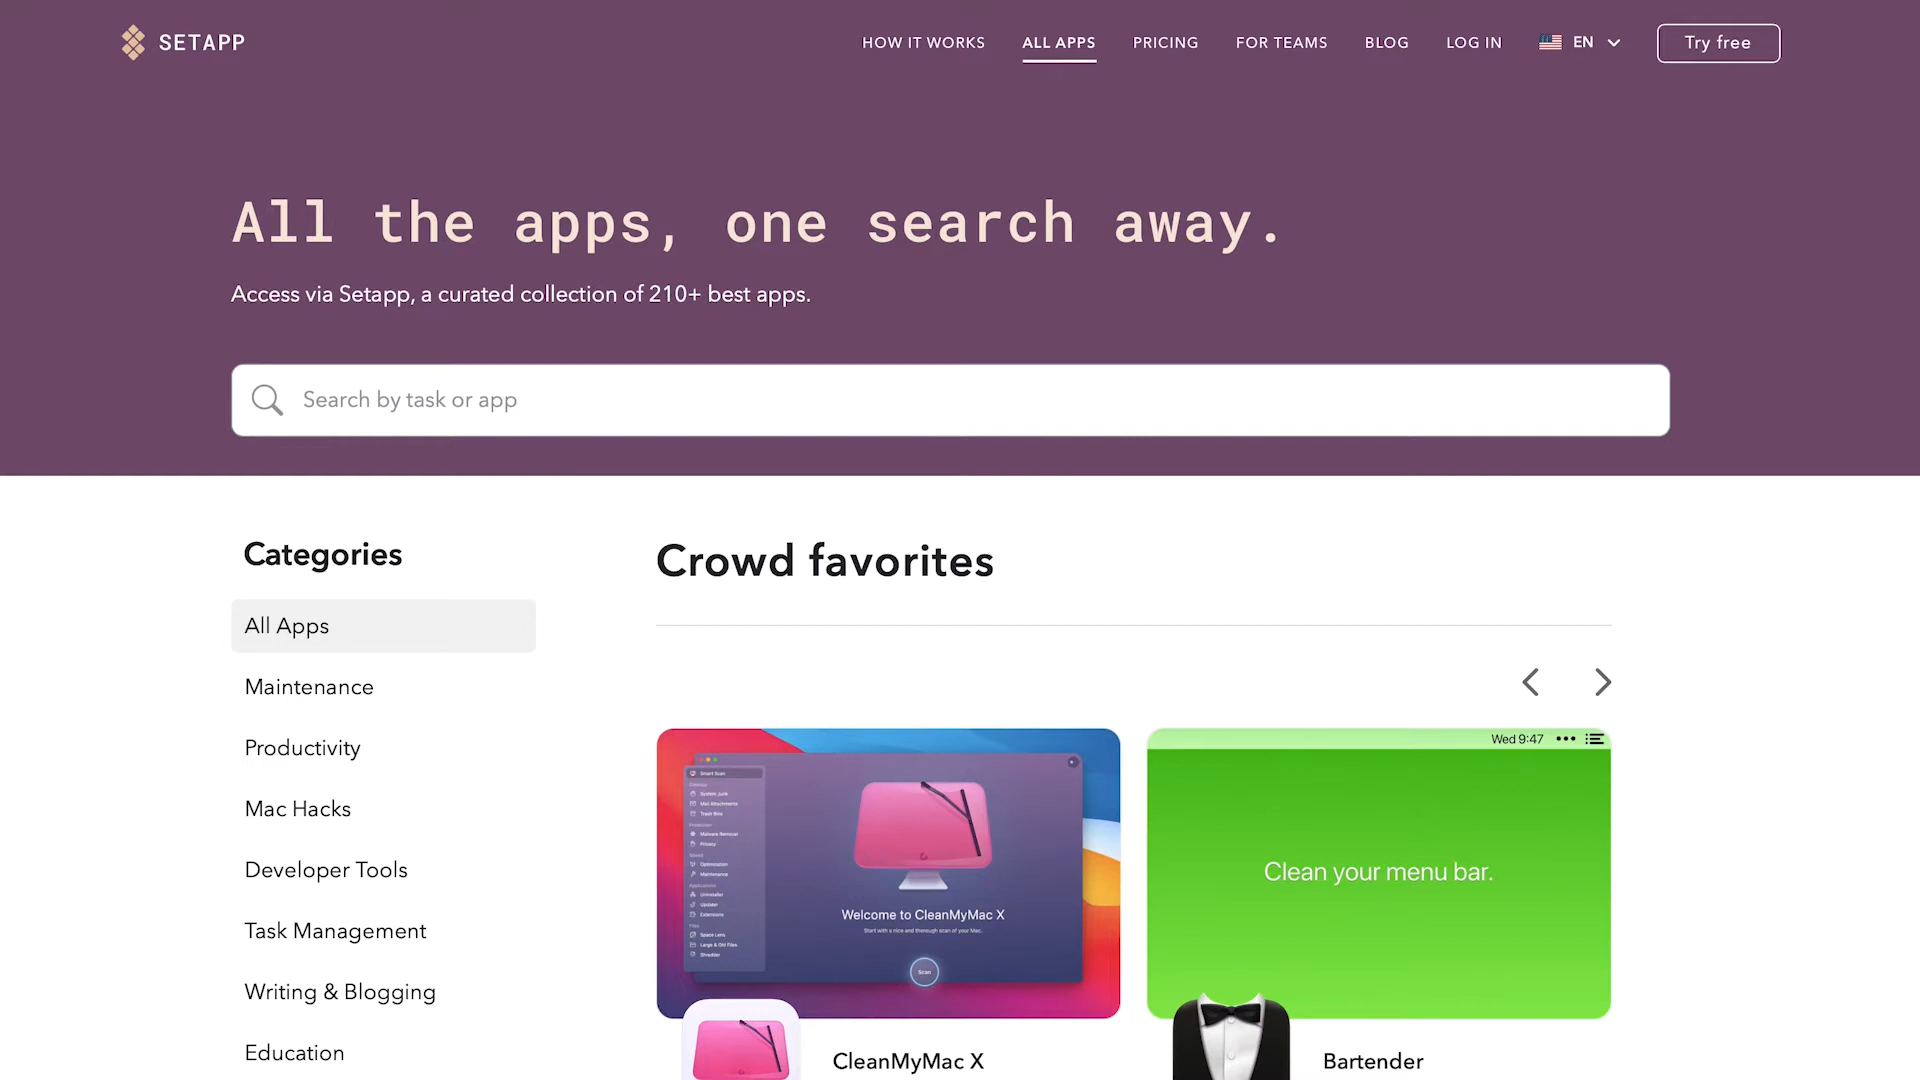 SETAPP
HOW IT WORKS
ALL APPS
PRICING
FOR TEAMS
BLOG
LOG IN
EN
Try free
All the apps, one search away.
Access via Setapp, a curated collection of 210+ best apps.
Search by task or app
Categories
All Apps
Maintenance
Productivity
Mac Hacks
Developer Tools
Task Management
Writing & Blogging
Education
Crowd favorites
Smart Scan
Cleanup
System Junk
Mail Attachments
Trash Bins
Protection
Malware Removal
Privacy
Speed
Optimization
Maintenance
Applications
Uninstaller
Updater
Extensions
Files
Space Lens
Large & Old Files
Shredder
Welcome to CleanMyMac X
Start with a nice and thorough scan of your Mac.
Scan
CleanMyMac X
Wed 9:47
Clean your menu bar.
Bartender